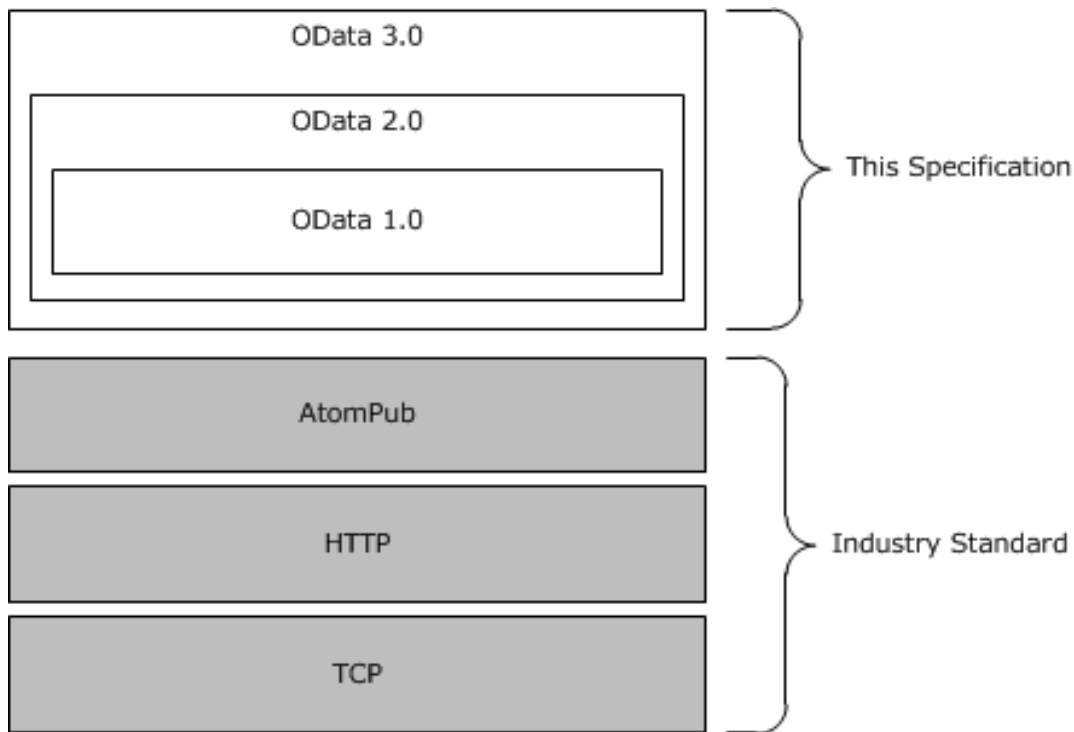 OData 3.0
OData 2.0
OData 1.0
This Specification
AtomPub
HTTP
Industry Standard
TCP